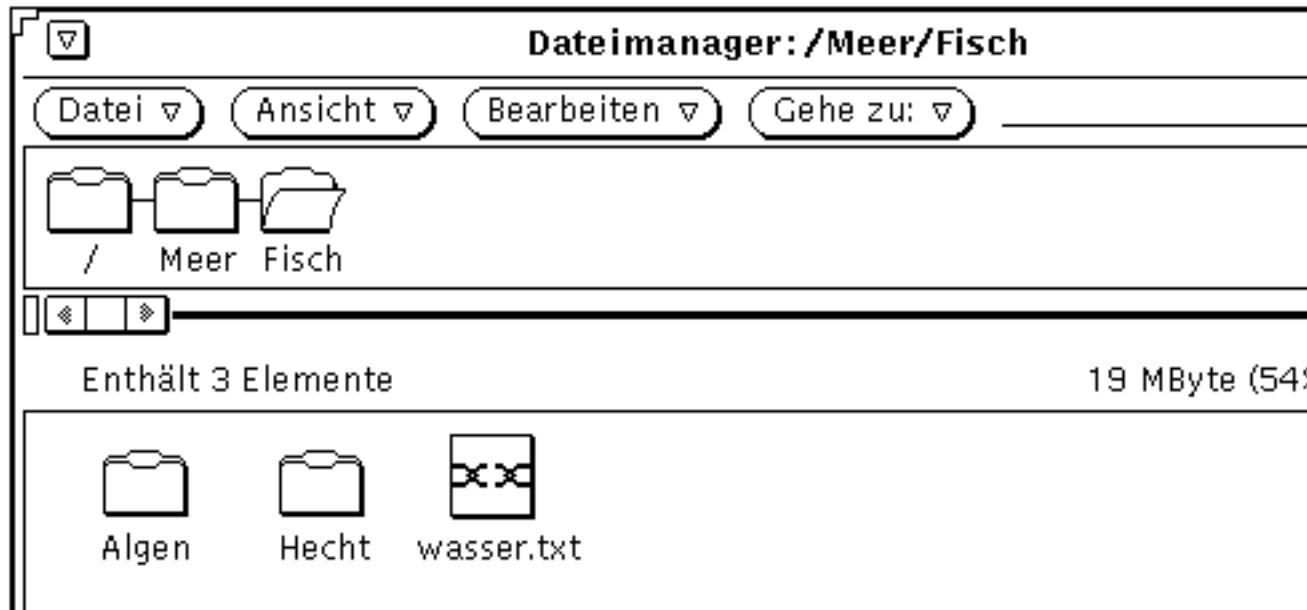 Dateimanager: /Meer/Fisch
Datei Ansicht Bearbeiten Gehe zu:
/ Meer Fisch
Enthält 3 Elemente 19 MByte (54%
Algen Hecht wasser.txt